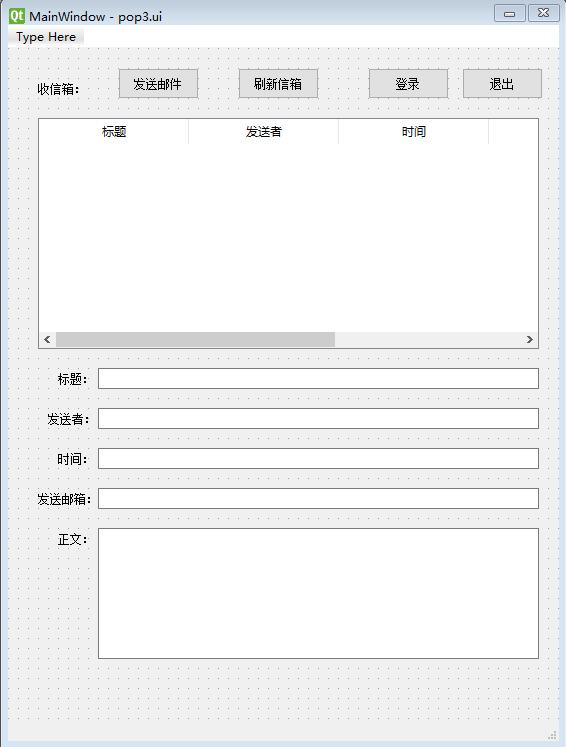 Qt MainWindow - pop3.ui
Type Here
收信箱： 发送邮件 刷新信箱 登录 退出
标题 发送者 时间
标题：
发送者：
时间：
发送邮箱：
正文：